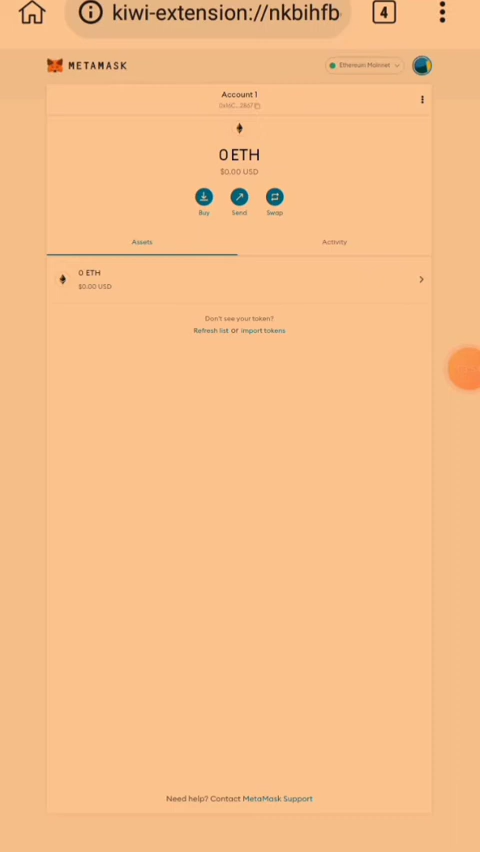 kiwi-extension://nkbihfb
4
METAMASK
Ethereum Mainnet
Account 1
0 ETH
$0.00 USD
Buy
Send
Swap
Assets
Activity
0 ETH
$0.00 USD
Don't see your token?
Refresh list or import tokens
Need help? Contact MetaMask Support